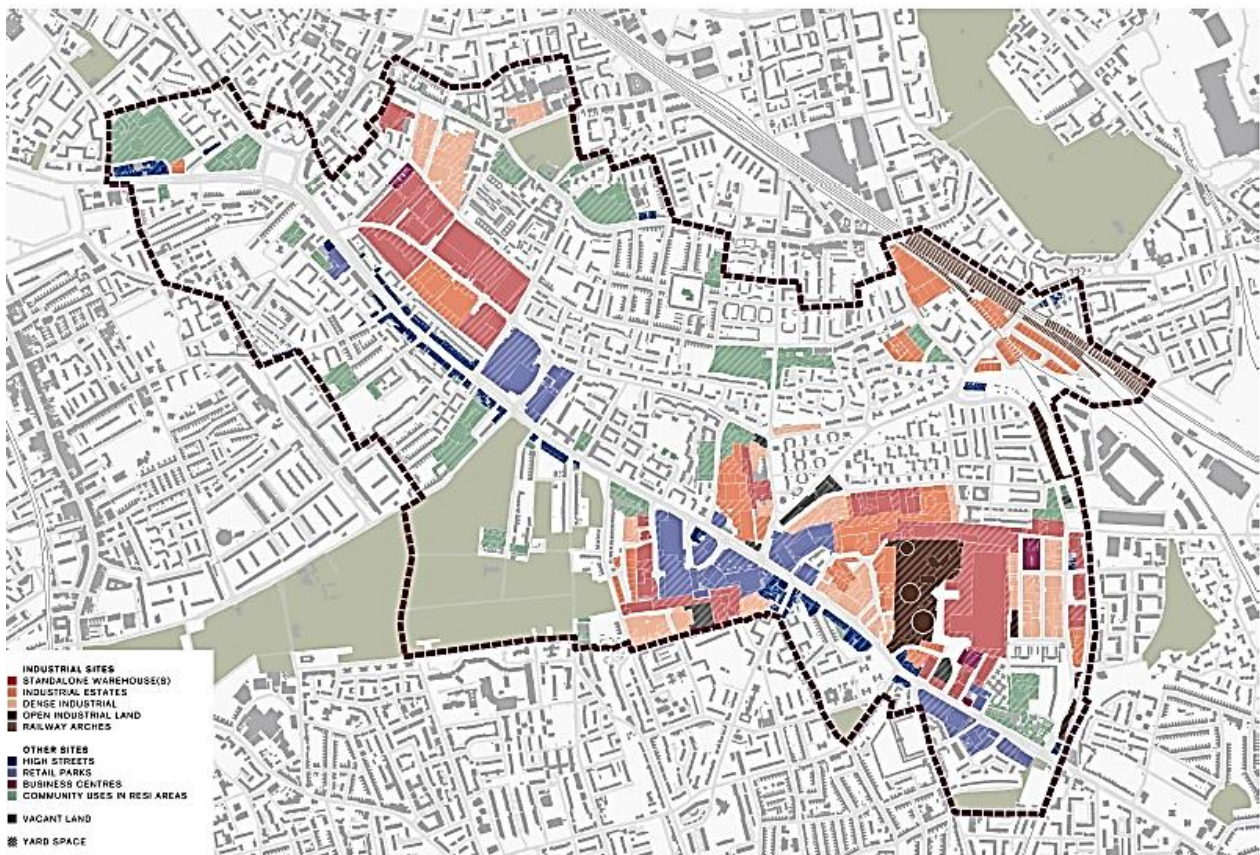 INDUSTRIAL SITES
STANDALONE WAREHOUSE(S)
INDUSTRIAL ESTATES
DENSE INDUSTRIAL
OPEN INDUSTRIAL LAND
RAILWAY ARCHES
OTHER SITES
HIGH STREETS
RETAIL PARKS
BUSINESS CENTRES
COMMUNITY USES IN RESI AREAS
VACANT LAND
YARD SPACE